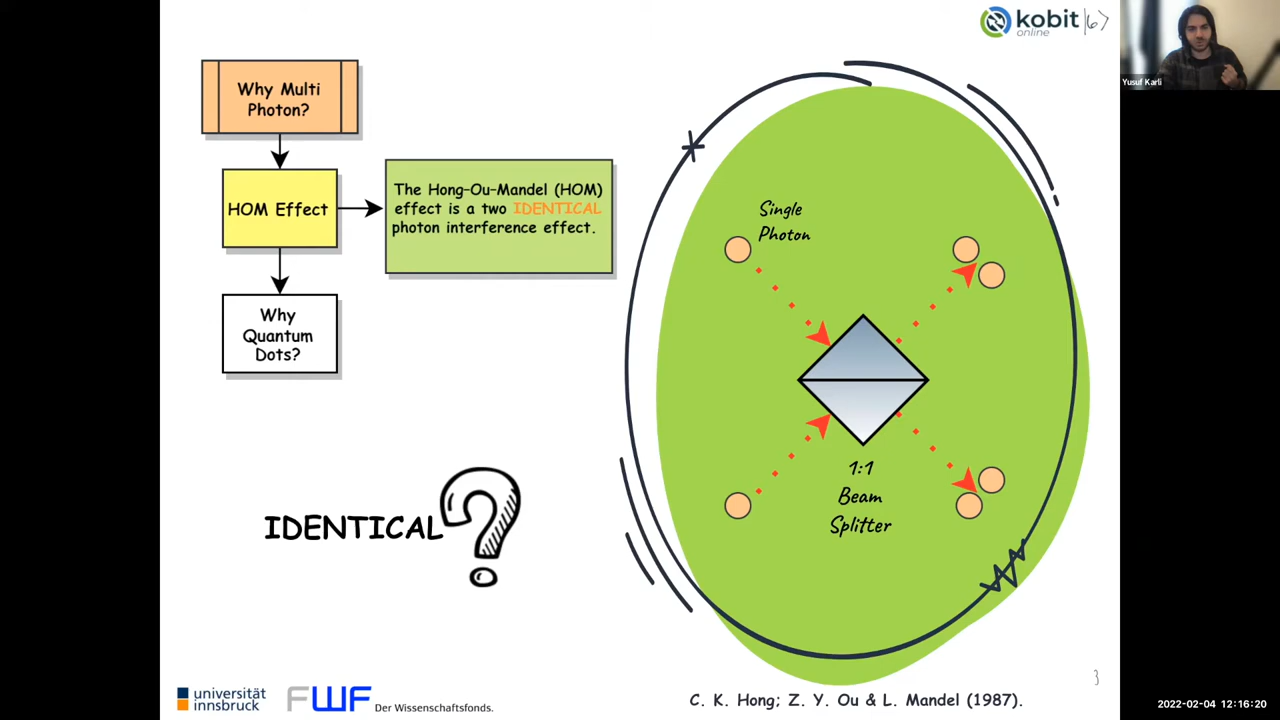 kobit |6>
online
Yusuf Karli
Why Multi
Photon?
HOM Effect
The Hong-Ou-Mandel (HOM)
effect is a two IDENTICAL
photon interference effect.
Why
Quantum
Dots?
IDENTICAL?
Single
Photon
1:1
Beam
Splitter
universität
innsbruck
FWF Der Wissenschaftsfonds.
C. K. Hong; Z. Y. Ou & L. Mandel (1987).
3
2022-02-04 12:16:20